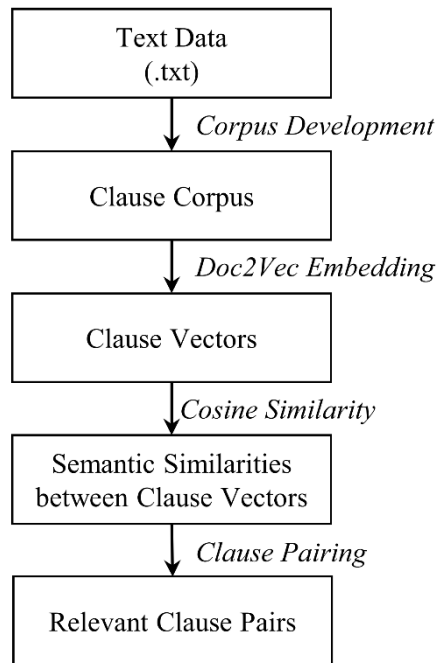 Text Data
(.txt)
Corpus Development
Clause Corpus
Doc2Vec Embedding
Clause Vectors
Cosine Similarity
Semantic Similarities
between Clause Vectors
Clause Pairing
Relevant Clause Pairs